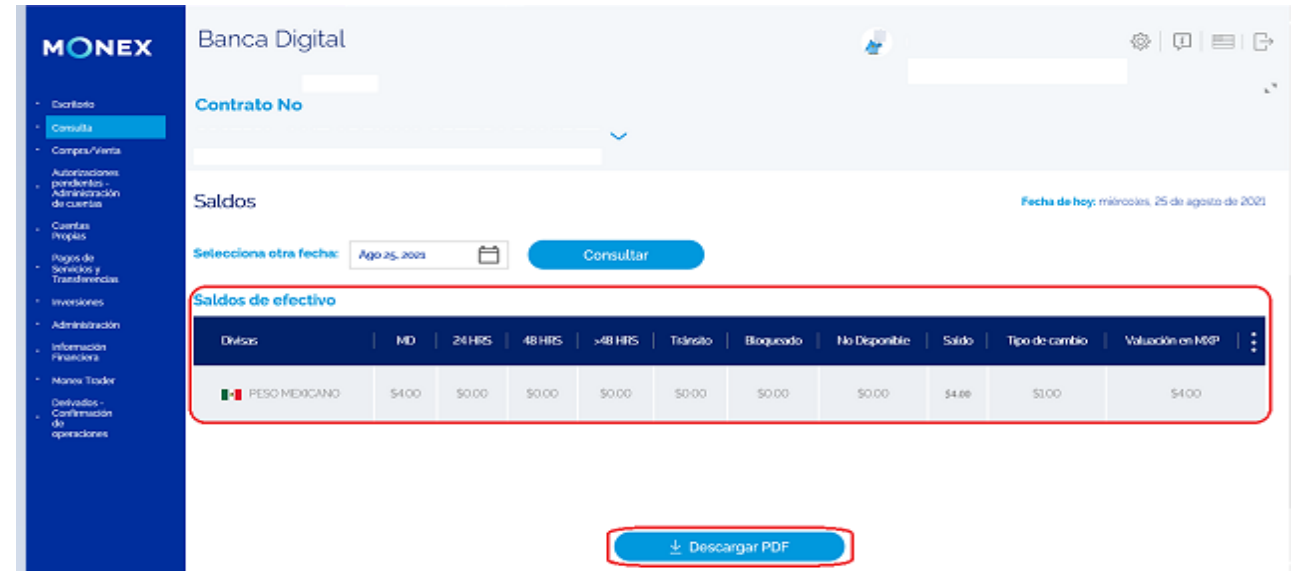 MONEX
Banca Digital
Contrato No
Escritorio
Consulta
Compra/Venta
Autorizaciones
pendientes -
Administración
de cuentas
Cuentas
Propias
Pagos de
Servicios y
Transferencias
Inversiones
Administración
Información
Financiera
Monex Trader
Derivados -
Confirmación
de
operaciones
Saldos
Fecha de hoy: miércoles, 25 de agosto de 2021
Selecciona otra fecha: Ago 25, 2021 Consultar
Saldos de efectivo
Divisas MD 24 HRS 48 HRS >48 HRS Tránsito Bloqueado No Disponible Saldo Tipo de cambio Valuación en MXP
PESO MEXICANO $4.00 $0.00 $0.00 $0.00 $0.00 $0.00 $0.00 $4.00 $1.00 $4.00
Descargar PDF